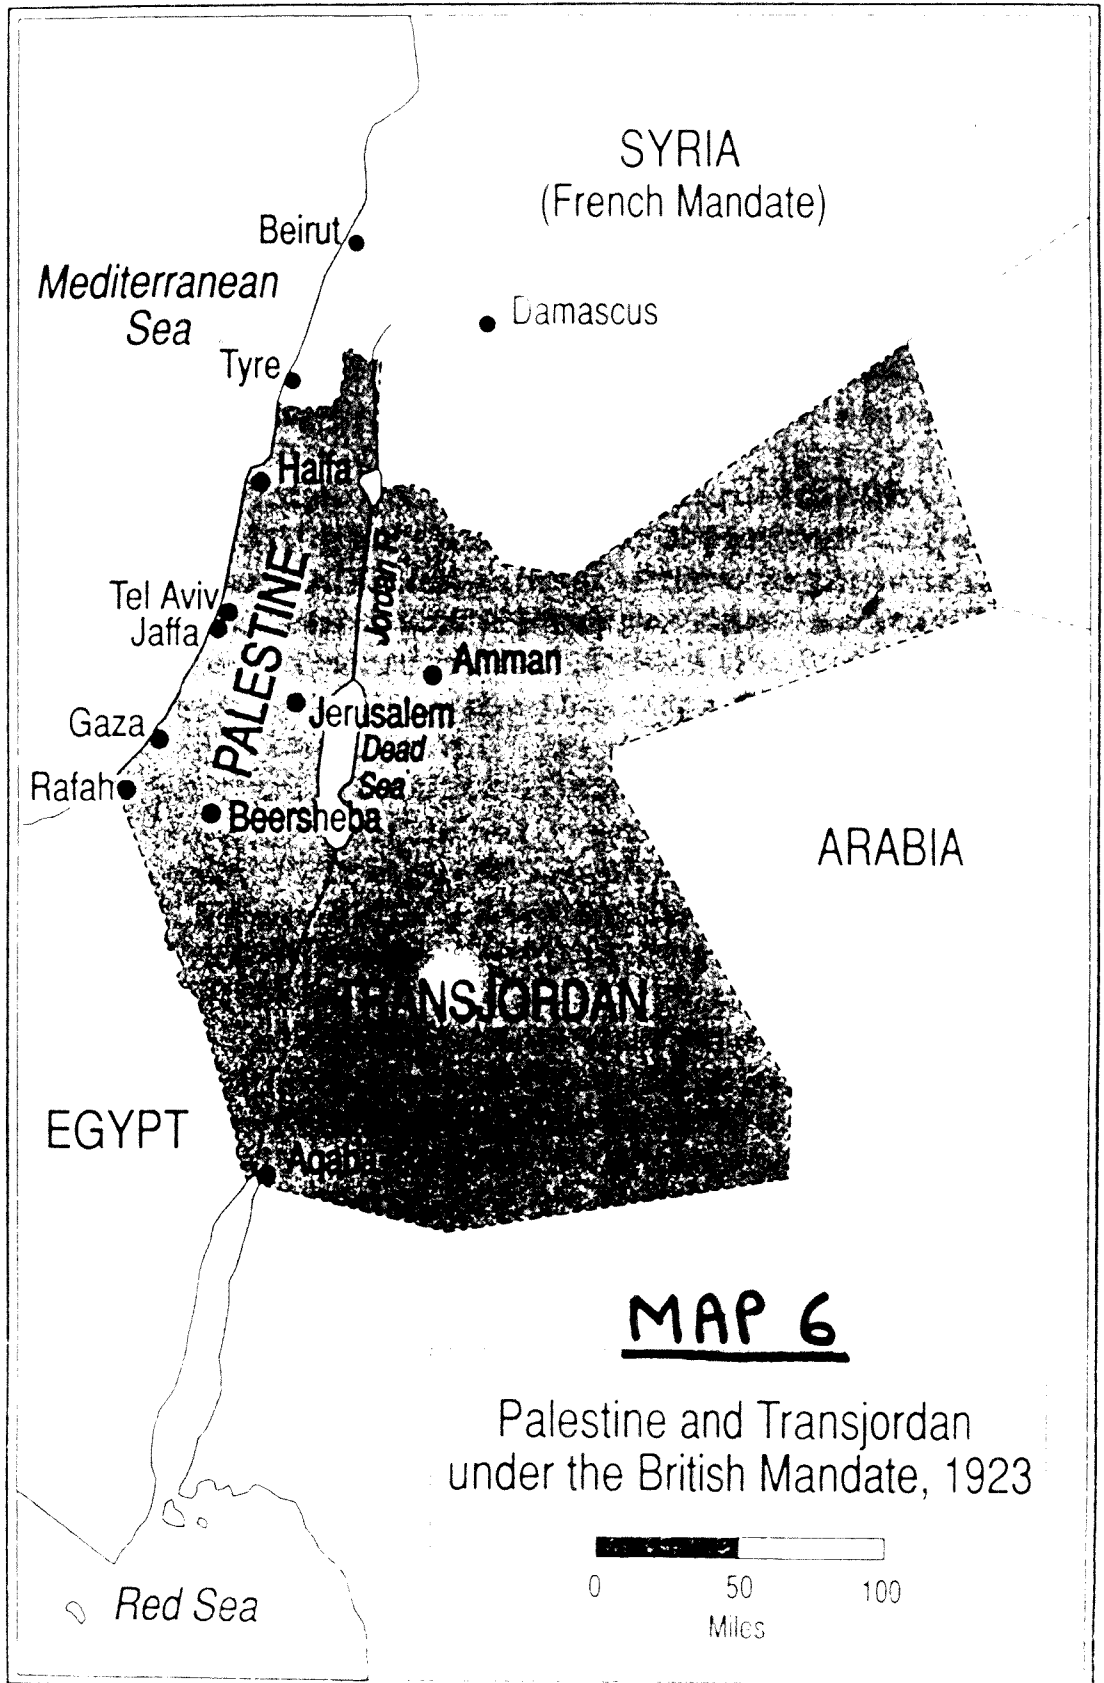 SYRIA
(French Mandate)
Beirut
Mediterranean
Sea
Damascus
Tyre
Haifa
PALESTINE
Jordan R.
Tel Aviv
Jaffa
Amman
Jerusalem
Gaza
Dead
Sea
Rafah
Beersheba
ARABIA
TRANSJORDAN
EGYPT
Aqaba
MAP 6
Palestine and Transjordan
under the British Mandate, 1923
0 50 100
Miles
Red Sea